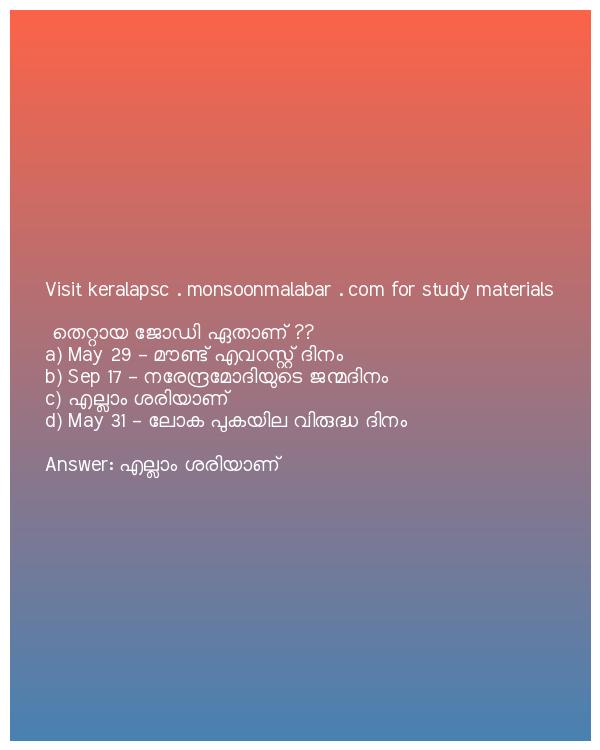 Visit keralapsc . monsoonmalabar . com for study materials
തെറ്റായ ജോഡി ഏതാണ് ??
a) May 29 - മൗണ്ട് എവറസ്റ്റ് ദിനം
b) Sep 17 - നരേന്ദ്രമോദിയുടെ ജന്മദിനം
c) എല്ലാം ശരിയാണ്
d) May 31 - ലോക പുകയില വിരുദ്ധ ദിനം
Answer: എല്ലാം ശരിയാണ്